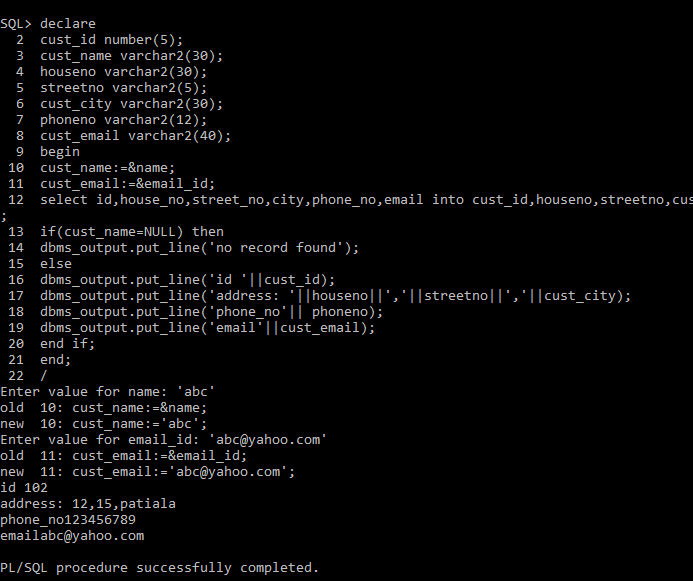 SQL> declare
2 cust_id number(5);
3 cust_name varchar2(30);
4 houseno varchar2(30);
5 streetno varchar2(5);
6 cust_city varchar2(30);
7 phoneno varchar2(12);
8 cust_email varchar2(40);
9 begin
10 cust_name:=&name;
11 cust_email:=&email_id;
12 select id,house_no,street_no,city,phone_no,email into cust_id,houseno,streetno,cus
;
13 if(cust_name=NULL) then
14 dbms_output.put_line('no record found');
15 else
16 dbms_output.put_line('id '||cust_id);
17 dbms_output.put_line('address: '||houseno||','||streetno||','||cust_city);
18 dbms_output.put_line('phone_no'|| phoneno);
19 dbms_output.put_line('email'||cust_email);
20 end if;
21 end;
22 /
Enter value for name: 'abc'
old 10: cust_name:=&name;
new 10: cust_name:='abc';
Enter value for email_id: 'abc@yahoo.com'
old 11: cust_email:=&email_id;
new 11: cust_email:='abc@yahoo.com';
id 102
address: 12,15,patiala
phone_no123456789
emailabc@yahoo.com
PL/SQL procedure successfully completed.